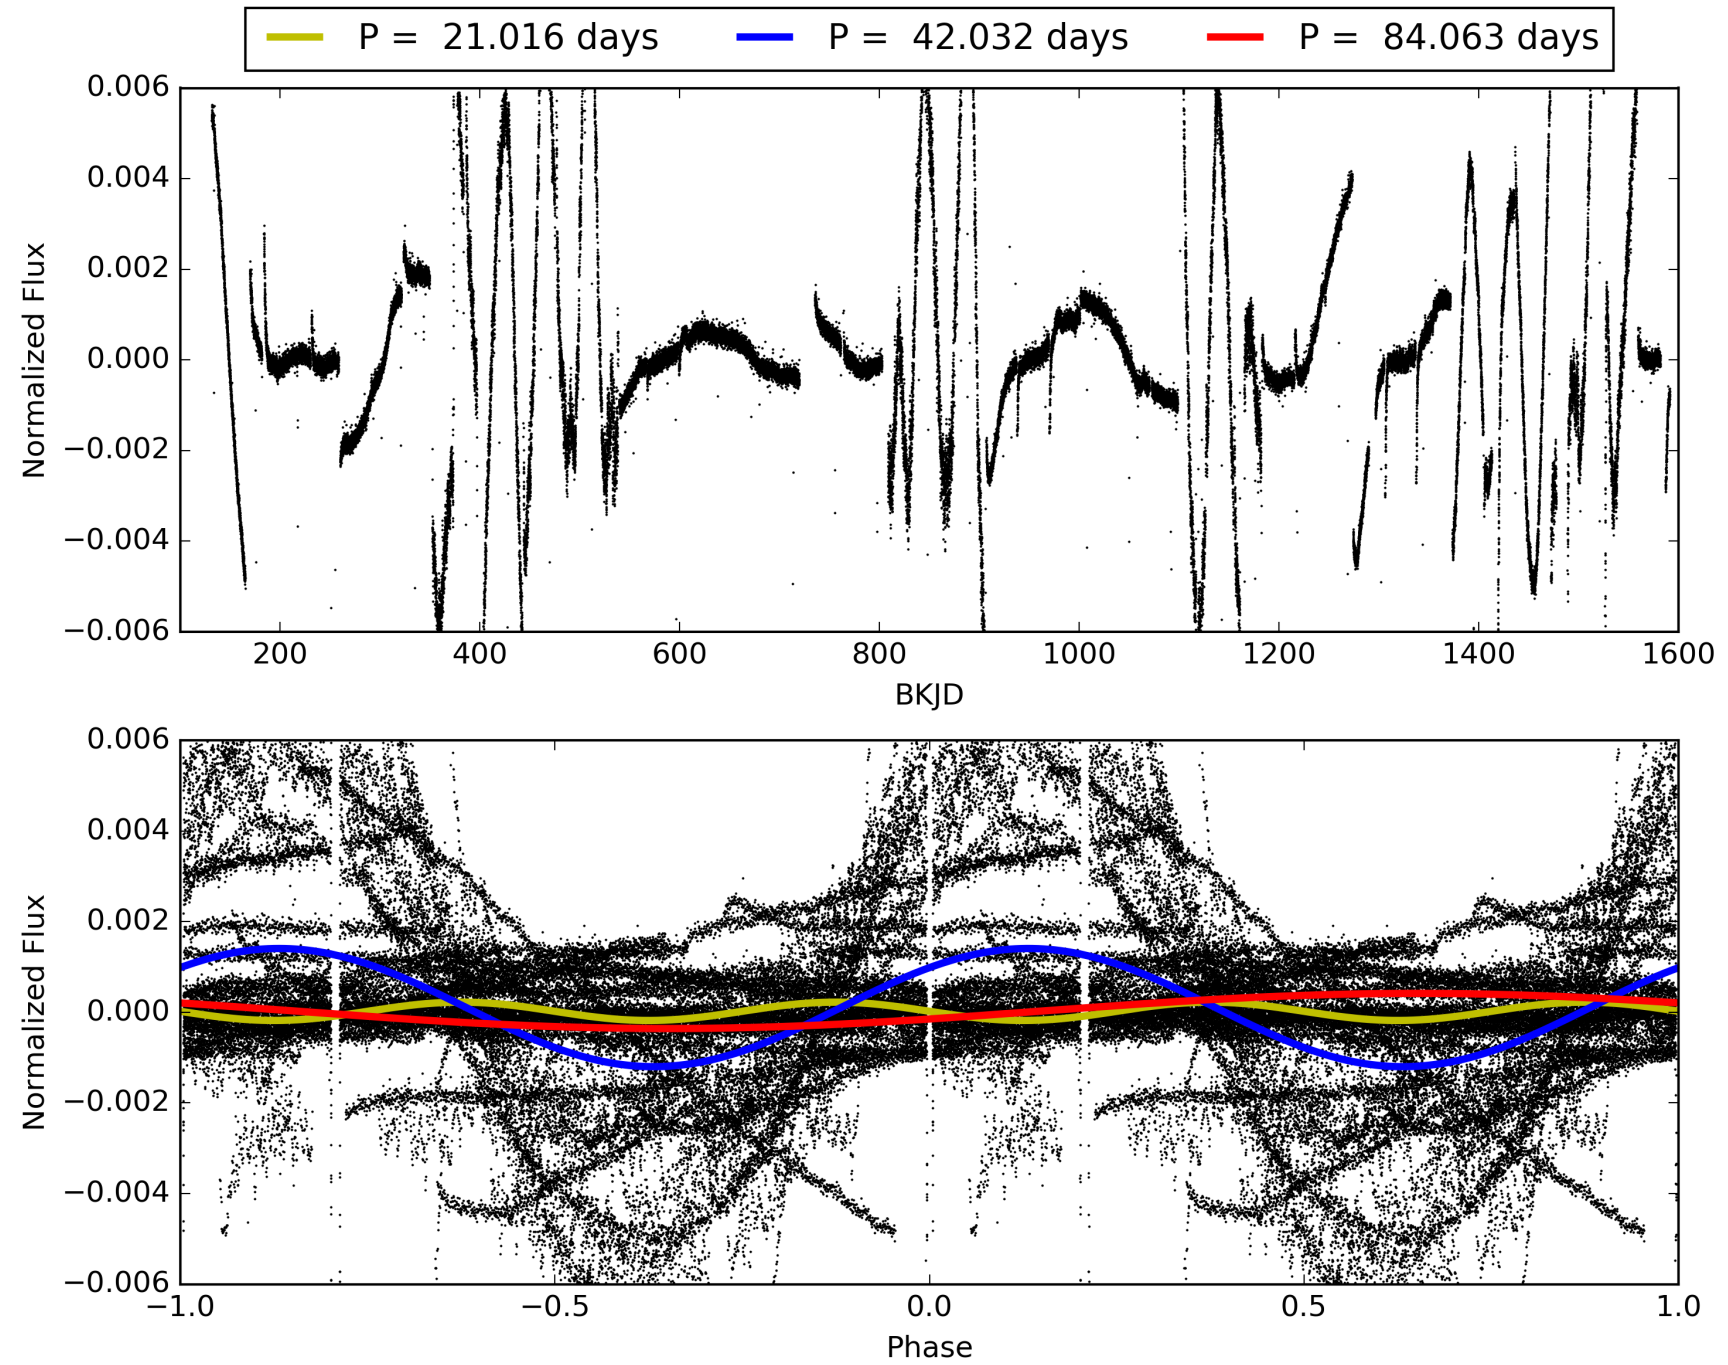 P = 21.016 days P = 42.032 days P = 84.063 days
0.006
0.004
0.002
0.000
−0.002
−0.004
−0.006
Normalized Flux
200 400 600 800 1000 1200 1400 1600
BKJD
0.006
0.004
0.002
0.000
−0.002
−0.004
−0.006
Normalized Flux
−1.0 −0.5 0.0 0.5 1.0
Phase